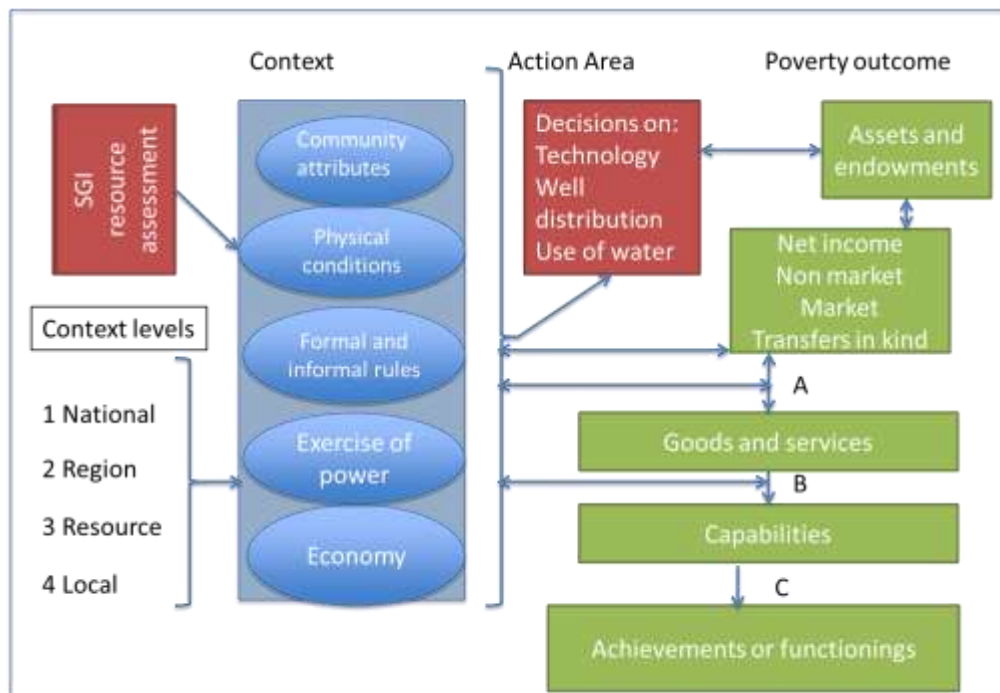 Context
Action Area
Poverty outcome
SGI
resource
assessment
Community
attributes
Physical
conditions
Formal and
informal rules
Exercise of
power
Economy
Context levels
1 National
2 Region
3 Resource
4 Local
Decisions on:
Technology
Well
distribution
Use of water
Assets and
endowments
Net income
Non market
Market
Transfers in kind
A
Goods and services
B
Capabilities
C
Achievements or functionings